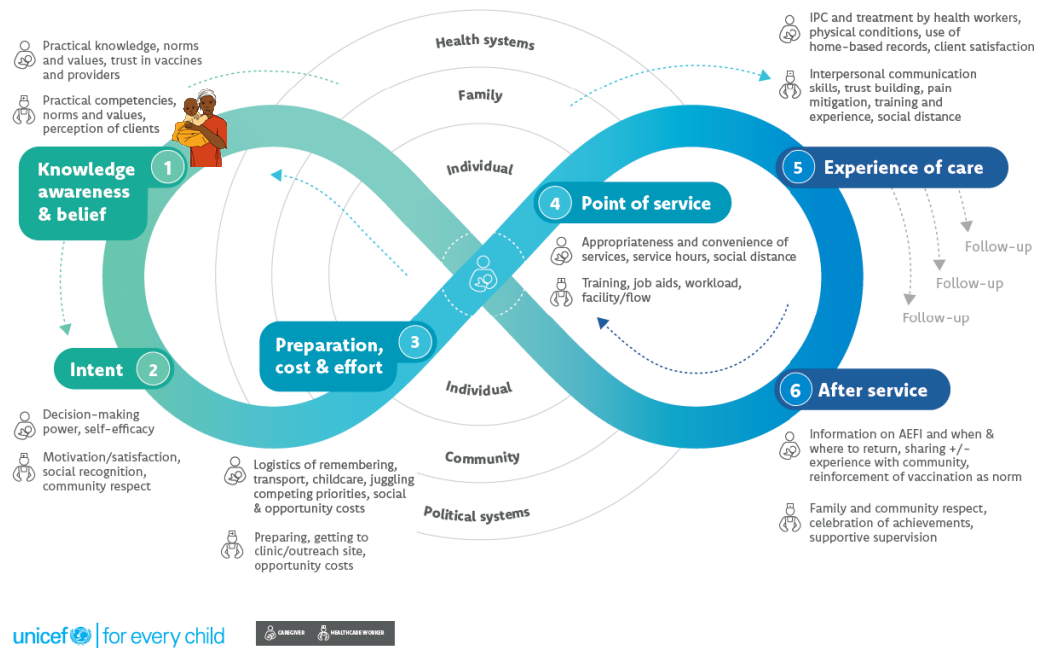 Health systems
Family
Individual
Practical knowledge, norms
and values, trust in vaccines
and providers
Practical competencies,
norms and values,
perception of clients
1
Knowledge
awareness
& belief
Intent
2
Decision-making
power, self-efficacy
Motivation/satisfaction,
social recognition,
community respect
Preparation,
cost & effort
3
Logistics of remembering,
transport, childcare, juggling
competing priorities, social
& opportunity costs
Preparing, getting to
clinic/outreach site,
opportunity costs
4
Point of service
Appropriateness and convenience of
services, service hours, social distance
Training, job aids, workload,
facility/flow
Individual
Community
Political systems
IPC and treatment by health workers,
physical conditions, use of
home-based records, client satisfaction
Interpersonal communication
skills, trust building, pain
mitigation, training and
experience, social distance
5
Experience of care
Follow-up
Follow-up
Follow-up
6
After service
Information on AEFI and when &
where to return, sharing +/-
experience with community,
reinforcement of vaccination as norm
Family and community respect,
celebration of achievements,
supportive supervision
unicef | for every child
CAREGIVER
HEALTHCARE WORKER